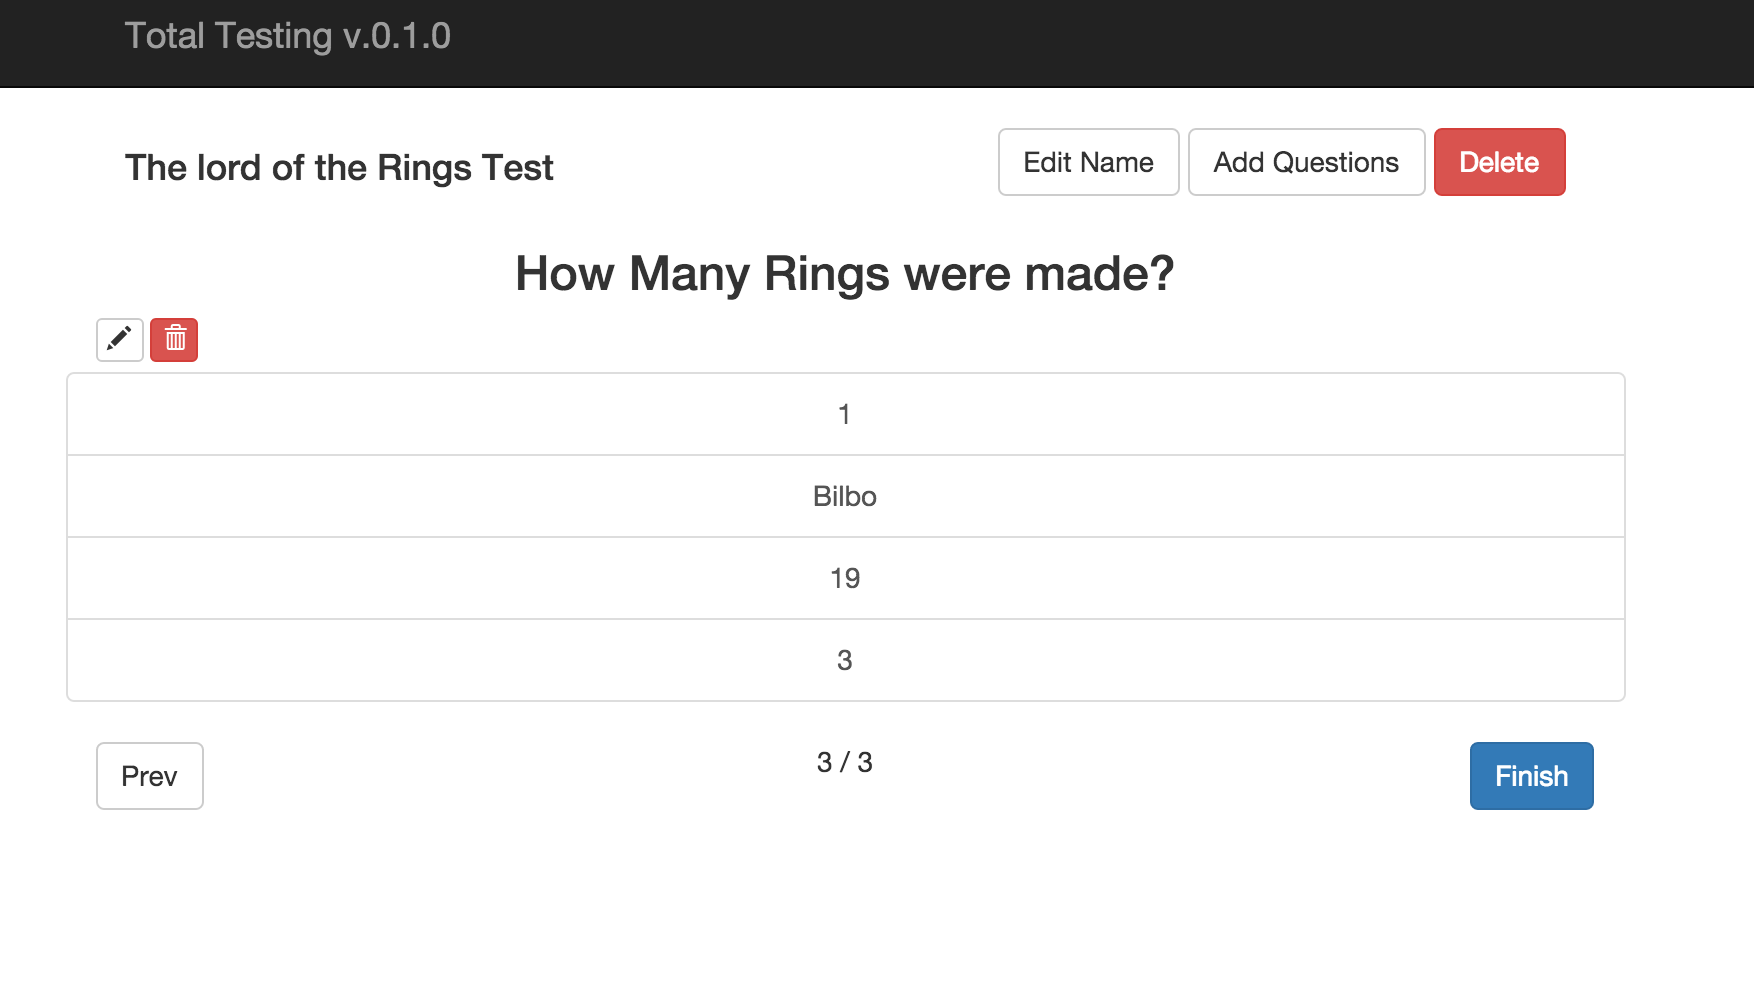 Total Testing v.0.1.0
The lord of the Rings Test
Edit Name
Add Questions
Delete
How Many Rings were made?
1
Bilbo
19
3
Prev
3 / 3
Finish